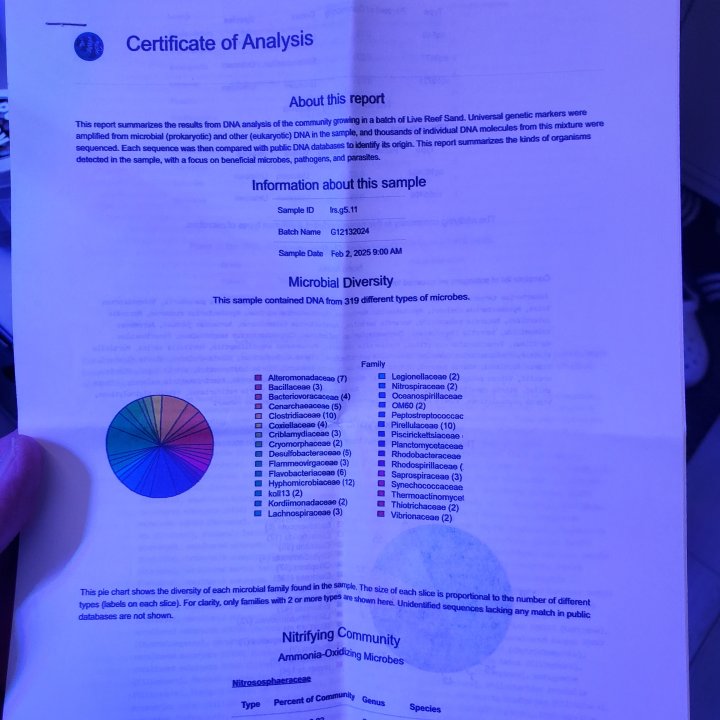 Certificate of Analysis
About this report
This report summarizes the results from DNA analysis of the community growing in a batch of Live Reef Sand. Universal genetic markers were
amplified from microbial (prokaryotic) and other (eukaryotic) DNA in the sample, and thousands of individual DNA molecules from this mixture were
sequenced. Each sequence was then compared with public DNA databases to identify its origin. This report summarizes the kinds of organisms
detected in the sample, with a focus on beneficial microbes, pathogens, and parasites.
Information about this sample
Sample ID lrs.g5.11
Batch Name G12132024
Sample Date Feb 2, 2025 9:00 AM
Microbial Diversity
This sample contained DNA from 319 different types of microbes.
Family
Alteromonadaceae (7)
Bacillaceae (3)
Bacteriovoracaceae (4)
Cenarchaeaceae (5)
Clostridiaceae (10)
Coxiellaceae (4)
Criblamydiaceae (3)
Cryomorphaceae (2)
Desulfobacteraceae (5)
Flammeovirgaceae (3)
Flavobacteriaceae (6)
Hyphomicrobiaceae (12)
koll13 (2)
Kordiimonadaceae (2)
Lachnospiraceae (3)
Legionellaceae (2)
Nitrospiraceae (2)
Oceanospirillaceae
OM60 (2)
Peptostreptococcac
Pirellulaceae (10)
Piscirickettsiaceae
Planctomycetaceae
Rhodobacteraceae
Rhodospirillaceae (
Saprospiraceae (3)
Synechococcaceae
Thermoactinomycet
Thiotrichaceae (2)
Vibrionaceae (2)
This pie chart shows the diversity of each microbial family found in the sample. The size of each slice is proportional to the number of different
types (labels on each slice). For clarity, only families with 2 or more types are shown here. Unidentified sequences lacking any match in public
databases are not shown.
Nitrifying Community
Ammonia-Oxidizing Microbes
Nitrososphaeraceae
Type Percent of Community Genus Species